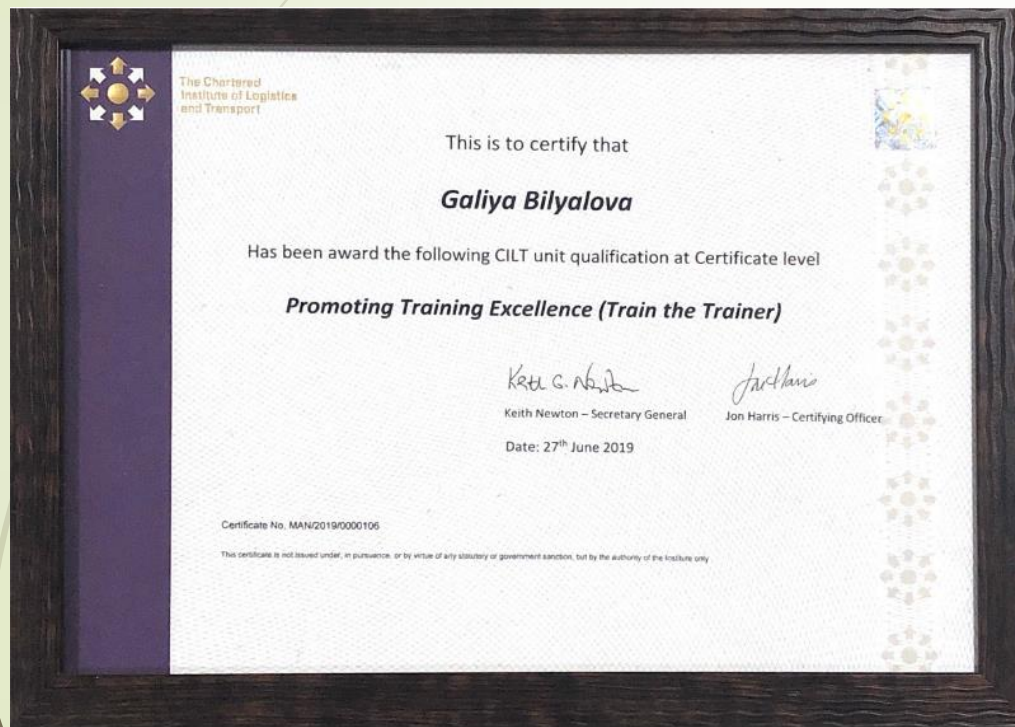 The Chartered
Institute of Logistics
and Transport
This is to certify that
Galiya Bilyalova
Has been award the following CILT unit qualification at Certificate level
Promoting Training Excellence (Train the Trainer)
Keith G. Newton
Keith Newton – Secretary General
Jon Harris – Certifying Officer
Date: 27th June 2019
Certificate No. MAN/2019/0000106
This certificate is not issued under, in pursuance, or by virtue of any statutory or government sanction, but by the authority of the Institute only